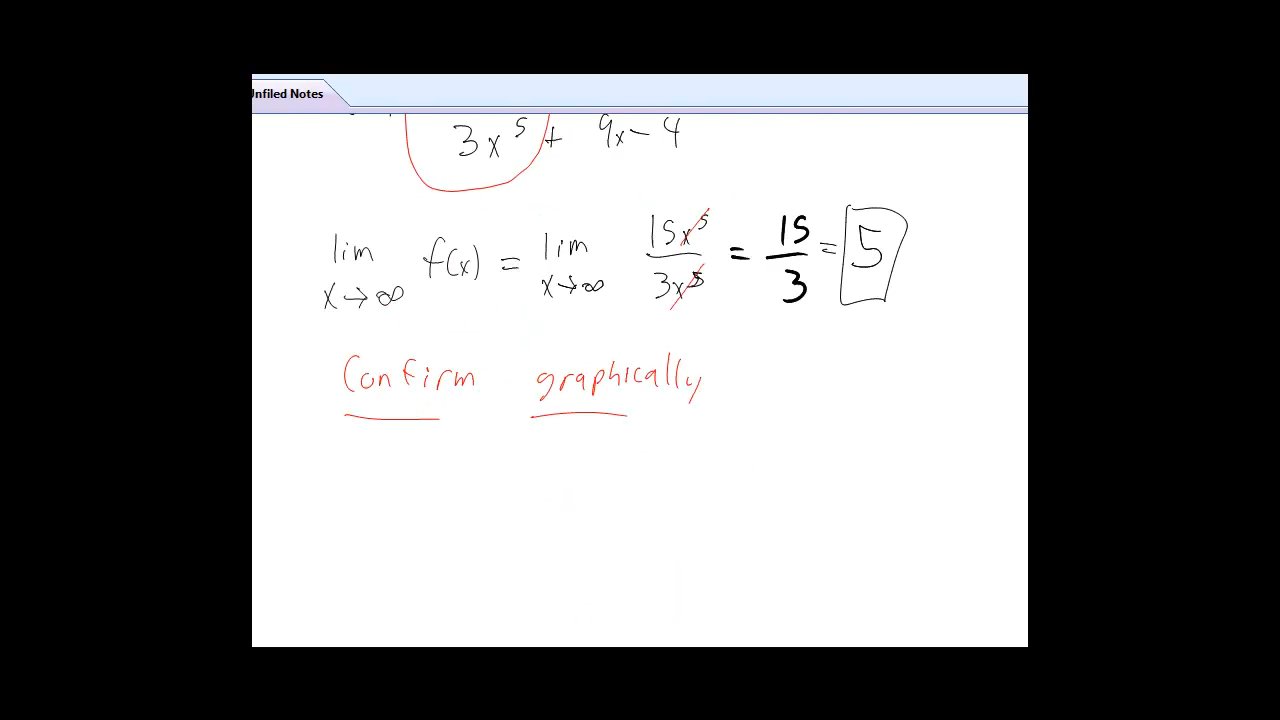 Unfiled Notes
3x⁵ + 9x - 4
lim x→∞ f(x) = lim x→∞ 15x⁵/3x⁵ = 15/3 = 5
Confirm graphically